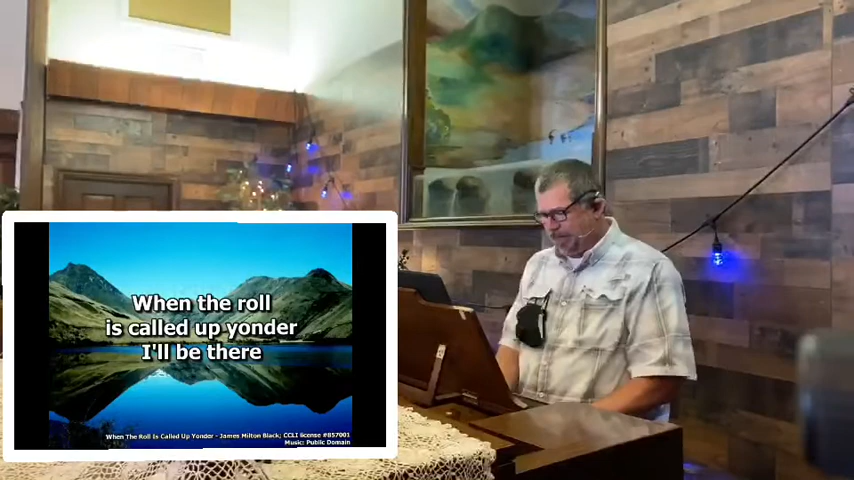 When the roll
is called up yonder
I'll be there
When The Roll Is Called Up Yonder - James Milton Black; CCLI license #857001
Music: Public Domain